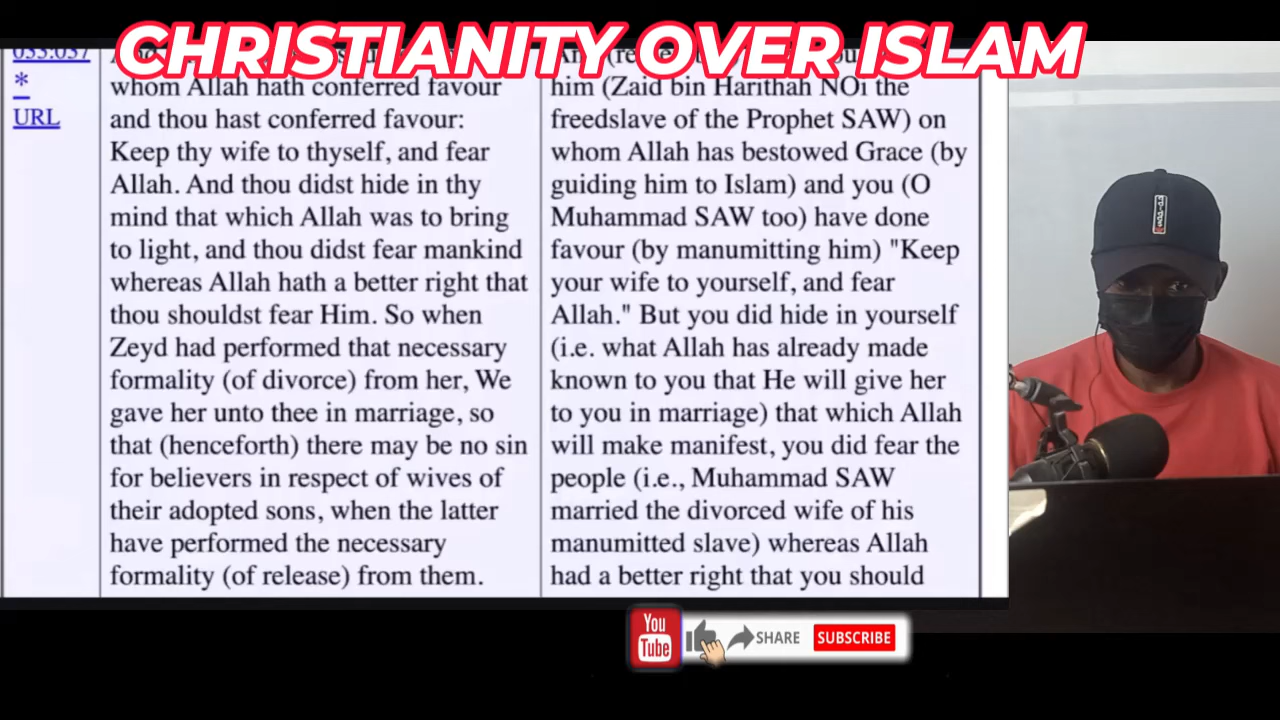 CHRISTIANITY OVER ISLAM
033:037
*
URL
whom Allah hath conferred favour
and thou hast conferred favour:
Keep thy wife to thyself, and fear
Allah. And thou didst hide in thy
mind that which Allah was to bring
to light, and thou didst fear mankind
whereas Allah hath a better right that
thou shouldst fear Him. So when
Zeyd had performed that necessary
formality (of divorce) from her, We
gave her unto thee in marriage, so
that (henceforth) there may be no sin
for believers in respect of wives of
their adopted sons, when the latter
have performed the necessary
formality (of release) from them.
him (Zaid bin Harithah NOi the
freedslave of the Prophet SAW) on
whom Allah has bestowed Grace (by
guiding him to Islam) and you (O
Muhammad SAW too) have done
favour (by manumitting him) "Keep
your wife to yourself, and fear
Allah." But you did hide in yourself
(i.e. what Allah has already made
known to you that He will give her
to you in marriage) that which Allah
will make manifest, you did fear the
people (i.e., Muhammad SAW
married the divorced wife of his
manumitted slave) whereas Allah
had a better right that you should
You
Tube
SHARE
SUBSCRIBE